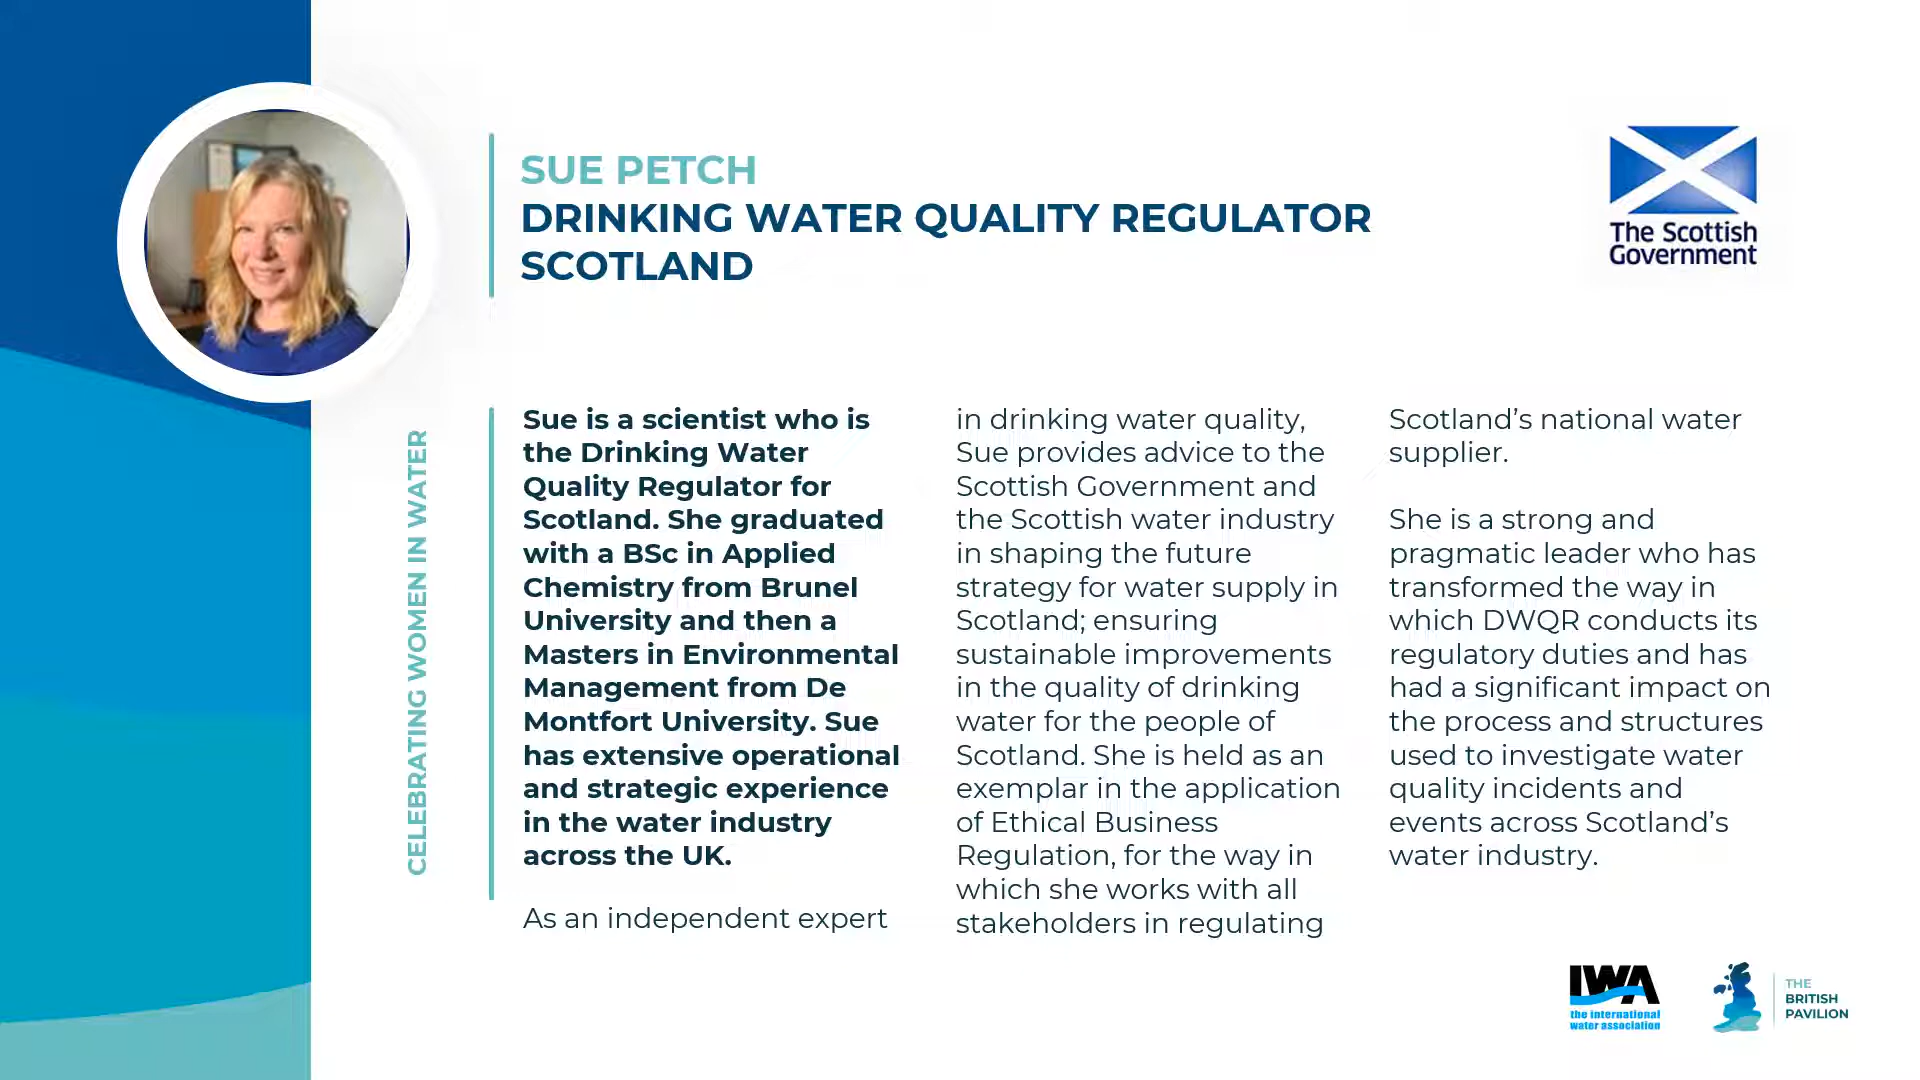 SUE PETCH
DRINKING WATER QUALITY REGULATOR
SCOTLAND
The Scottish
Government
CELEBRATING WOMEN IN WATER
Sue is a scientist who is
the Drinking Water
Quality Regulator for
Scotland. She graduated
with a BSc in Applied
Chemistry from Brunel
University and then a
Masters in Environmental
Management from De
Montfort University. Sue
has extensive operational
and strategic experience
in the water industry
across the UK.
As an independent expert
in drinking water quality,
Sue provides advice to the
Scottish Government and
the Scottish water industry
in shaping the future
strategy for water supply in
Scotland; ensuring
sustainable improvements
in the quality of drinking
water for the people of
Scotland. She is held as an
exemplar in the application
of Ethical Business
Regulation, for the way in
which she works with all
stakeholders in regulating
Scotland’s national water
supplier.
She is a strong and
pragmatic leader who has
transformed the way in
which DWQR conducts its
regulatory duties and has
had a significant impact on
the process and structures
used to investigate water
quality incidents and
events across Scotland’s
water industry.
IWA
the international
water association
THE
BRITISH
PAVILION